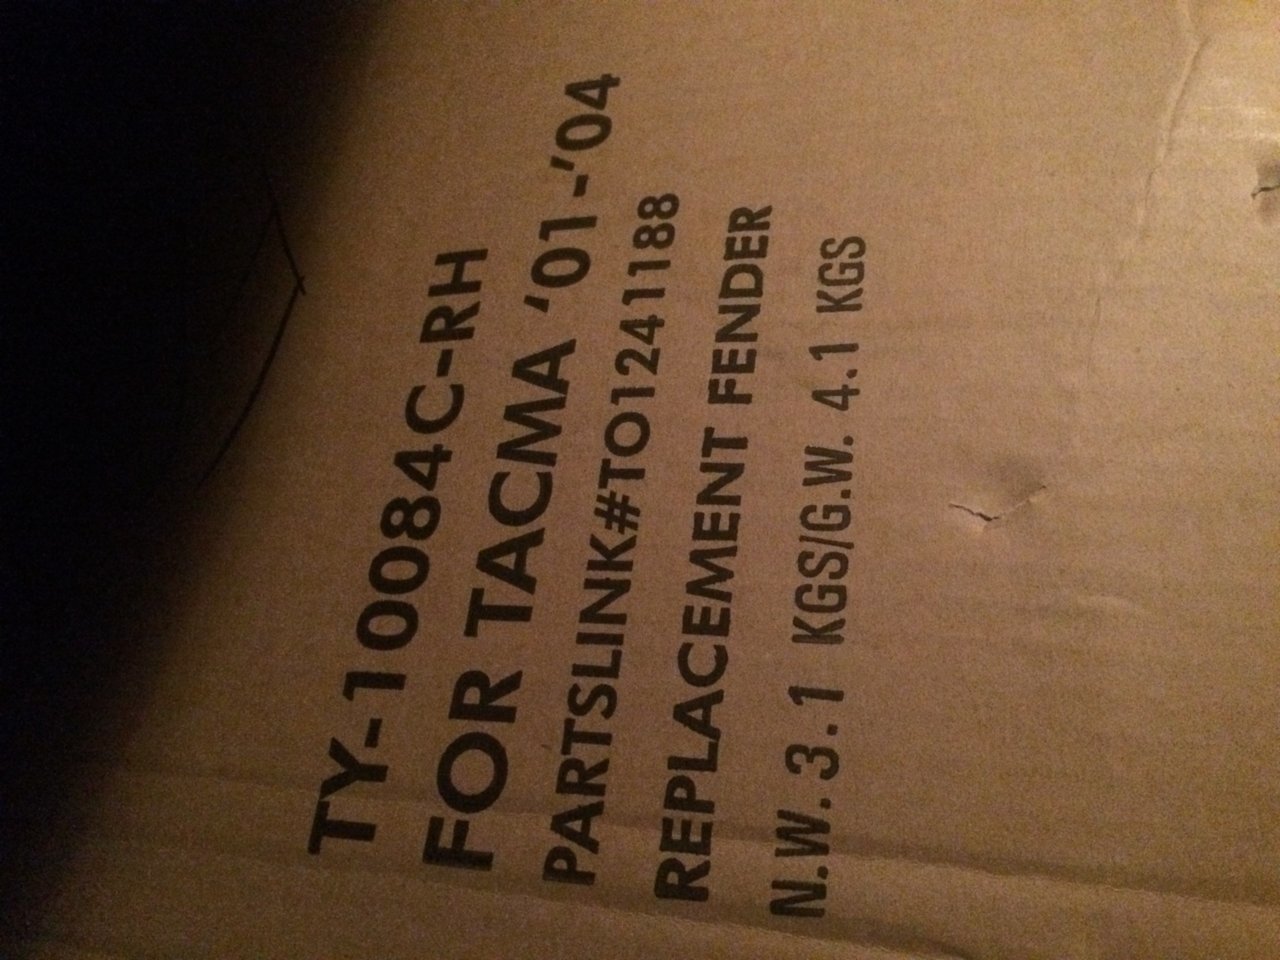 TY-10084C-RH
FOR TACMA '01-'04
PARTSLINK#TO1241188
REPLACEMENT FENDER
N.W. 3.1 KGS/G.W. 4.1 KGS